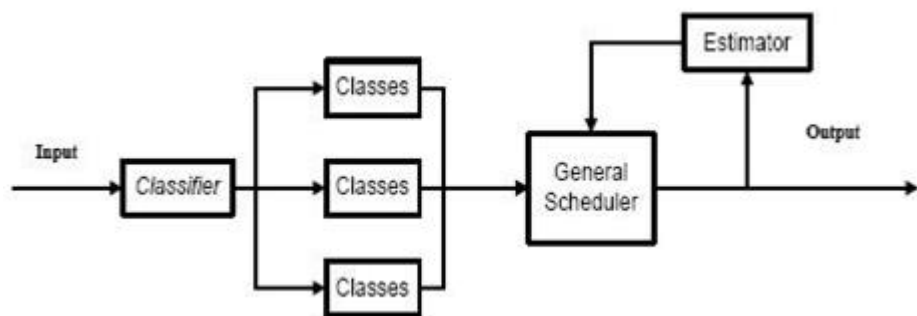 Input
Classifier
Classes
Classes
Classes
General
Scheduler
Estimator
Output